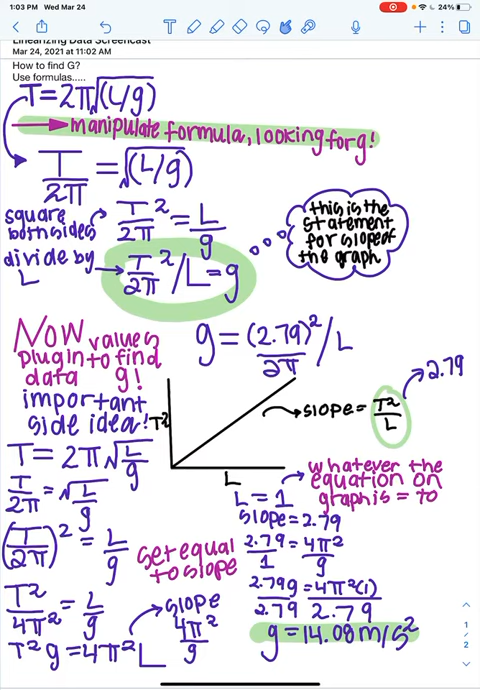 1:03 PM Wed Mar 24
24%
Linearizing Data Screencast
Mar 24, 2021 at 11:02 AM
How to find G?
Use formulas.....
T=2π√(L/g)
→ manipulate formula, looking for g!
T/2π = √(L/g)
square both sides
T²/2π = L/g
divide by L
→ T²/2π / L = g
this is the
statement
for slope of
the graph
g = (2.79)²/2π / L
NOW values
plug in to find
data g!
important
side idea!
T²
L
→ slope = T²/L
2.79
T = 2π√L/g
T/2π = √L/g
(T/2π)² = L/g
T²/4π² = L/g
T²g = 4π²L
set equal
to slope
slope
4π²/g
whatever the
equation on
graph is = to
L = 1
slope = 2.79
2.79/1 = 4π²/g
2.79g/2.79 = 4π²(1)/2.79
g = 14.08 m/s²
1
2